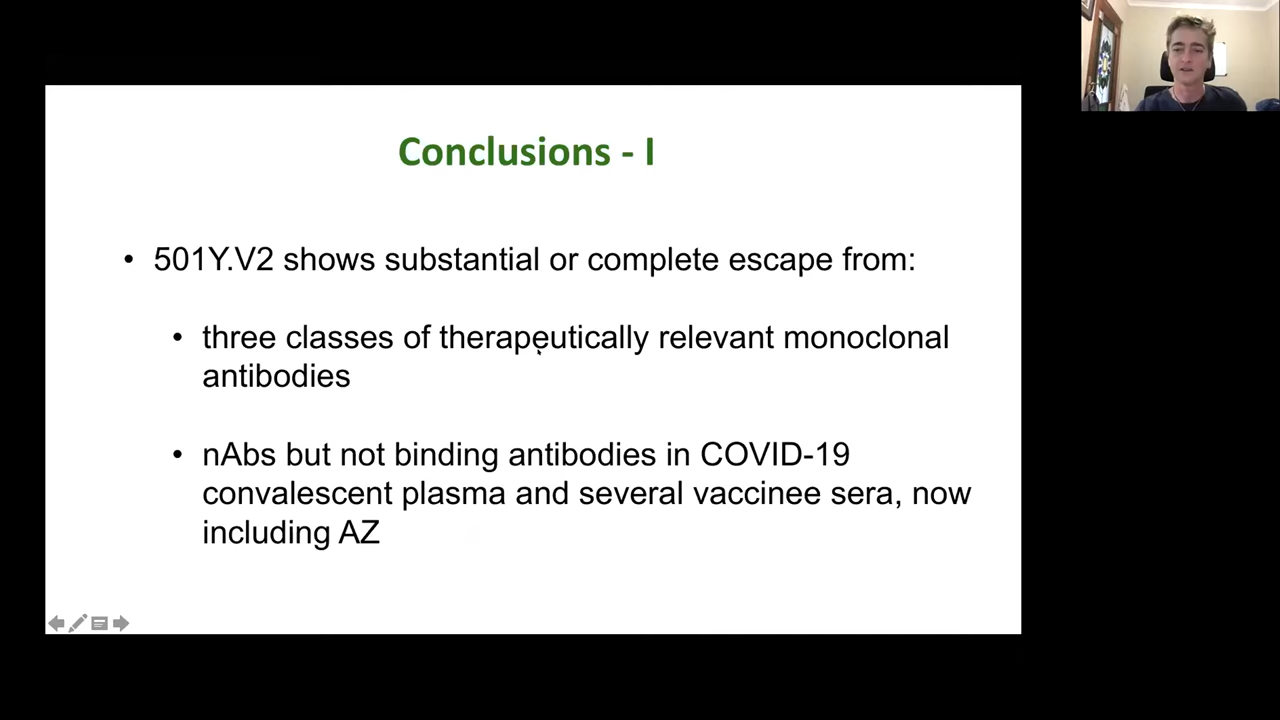 Conclusions - I
• 501Y.V2 shows substantial or complete escape from:
• three classes of therapeutically relevant monoclonal
antibodies
• nAbs but not binding antibodies in COVID-19
convalescent plasma and several vaccinee sera, now
including AZ